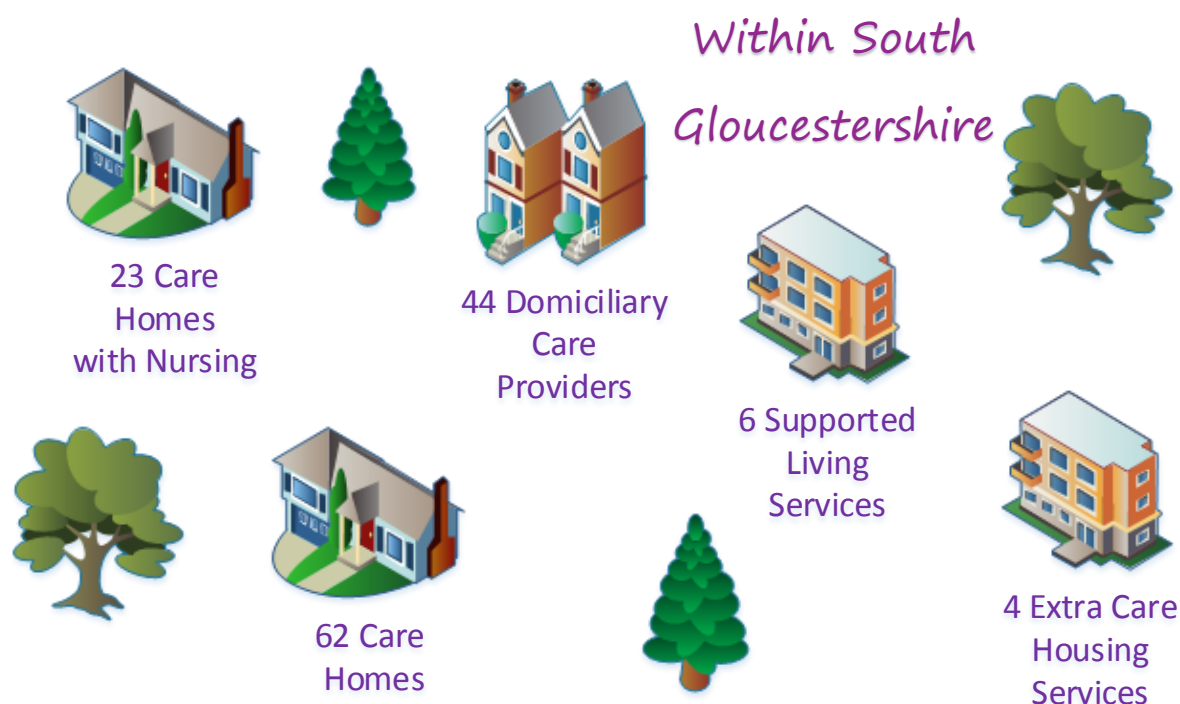 Within South
Gloucestershire
23 Care
Homes
with Nursing
44 Domiciliary
Care
Providers
6 Supported
Living
Services
62 Care
Homes
4 Extra Care
Housing
Services